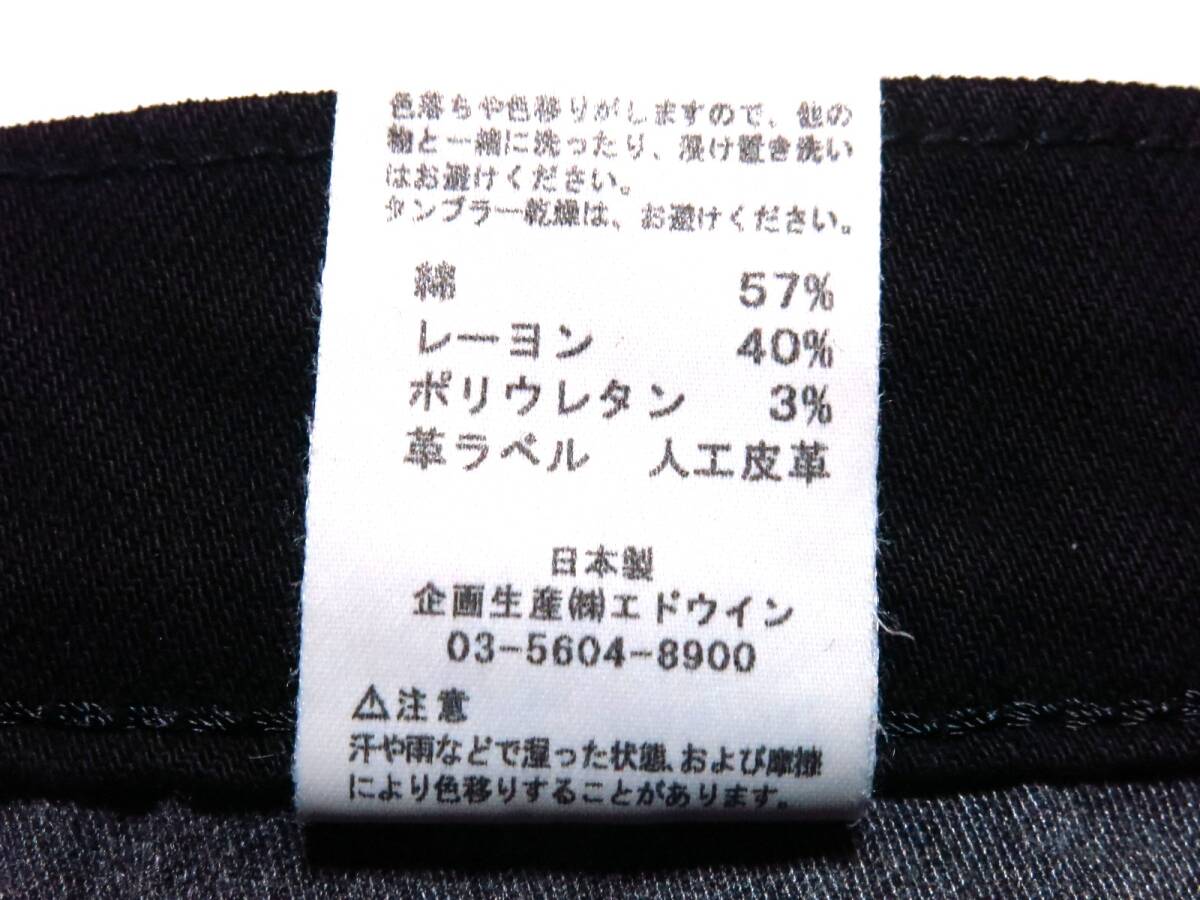 色落ちや色移りがしますので、他の
物と一緒に洗ったり、浸け置き洗い
はお避けください。
タンブラー乾燥は、お避けください。
綿 57%
レーヨン 40%
ポリウレタン 3%
革ラベル 人工皮革
日本製
企画生産㈱エドウイン
03-5604-8900
⚠注意
汗や雨などで湿った状態、および摩擦
により色移りすることがあります。